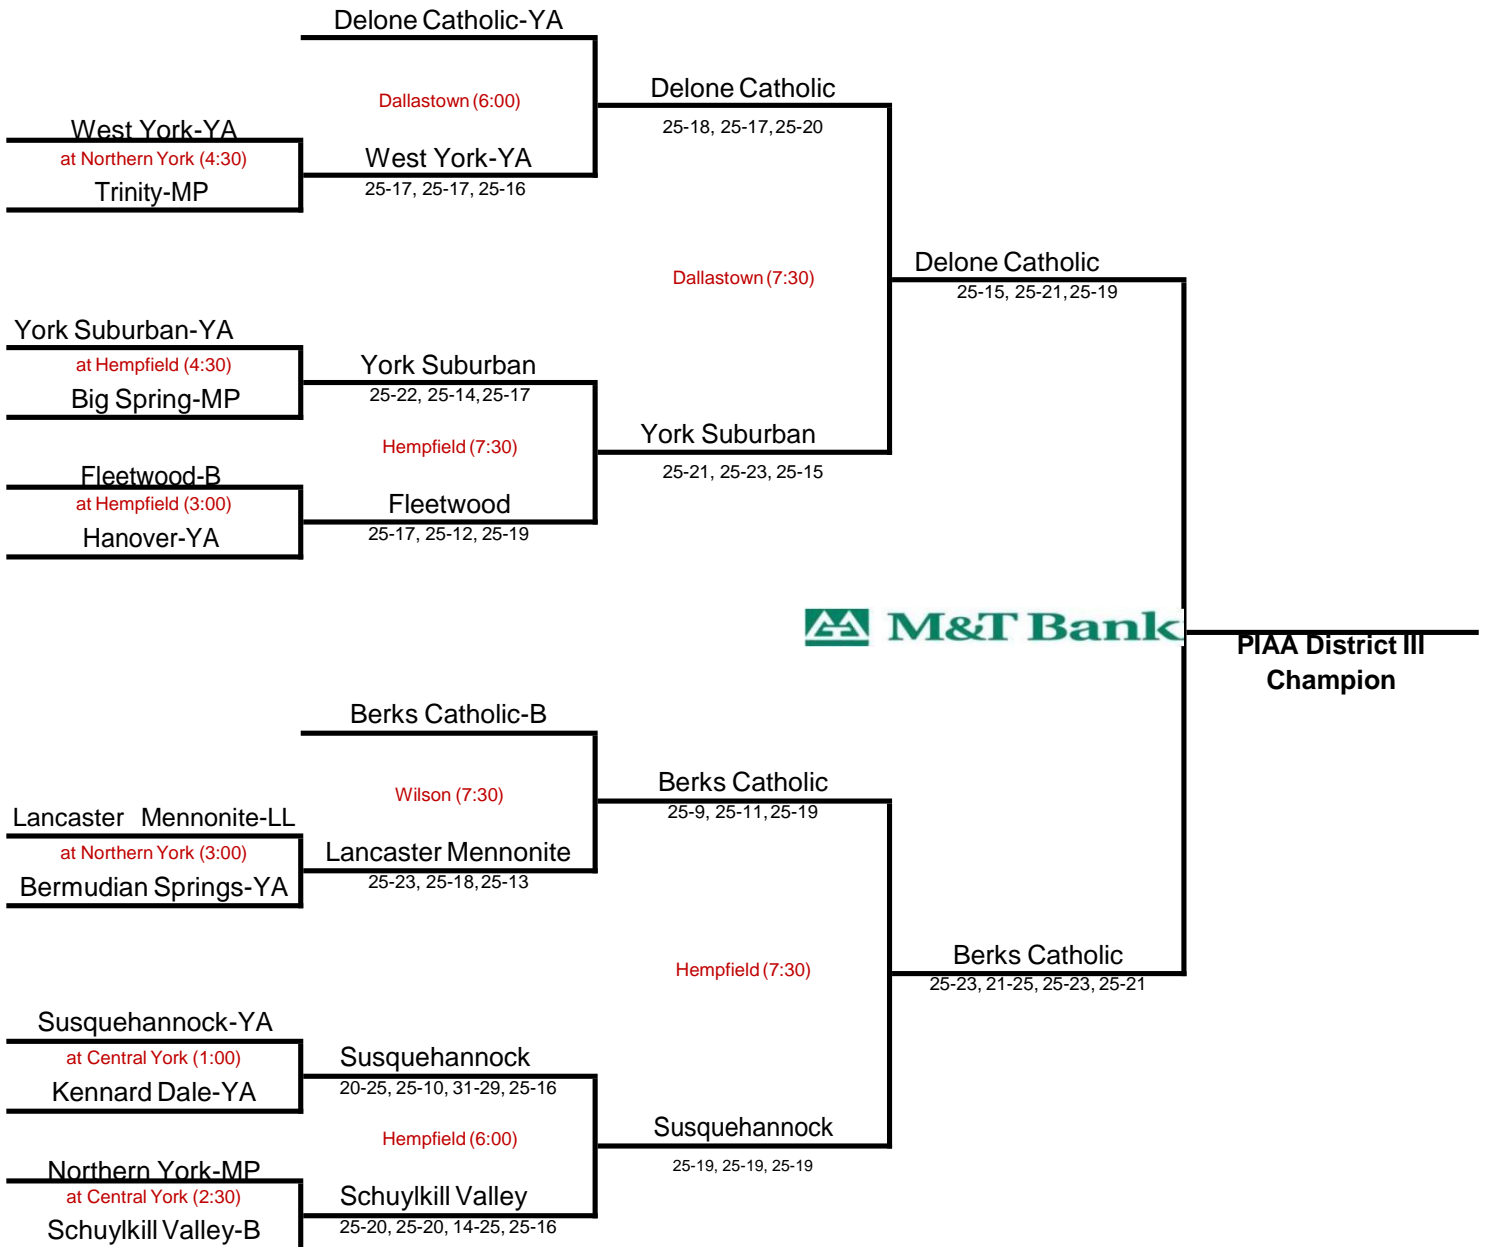 Delone Catholic-YA
Dallastown (6:00)
Delone Catholic
25-18, 25-17, 25-20
West York-YA
at Northern York (4:30)
Trinity-MP
West York-YA
25-17, 25-17, 25-16
Dallastown (7:30)
Delone Catholic
25-15, 25-21, 25-19
York Suburban-YA
at Hempfield (4:30)
Big Spring-MP
York Suburban
25-22, 25-14, 25-17
Hempfield (7:30)
York Suburban
25-21, 25-23, 25-15
Fleetwood-B
at Hempfield (3:00)
Hanover-YA
Fleetwood
25-17, 25-12, 25-19
M&T Bank
PIAA District III
Champion
Berks Catholic-B
Wilson (7:30)
Berks Catholic
25-9, 25-11, 25-19
Lancaster Mennonite-LL
at Northern York (3:00)
Bermudian Springs-YA
Lancaster Mennonite
25-23, 25-18, 25-13
Hempfield (7:30)
Berks Catholic
25-23, 21-25, 25-23, 25-21
Susquehannock-YA
at Central York (1:00)
Kennard Dale-YA
Susquehannock
20-25, 25-10, 31-29, 25-16
Hempfield (6:00)
Susquehannock
25-19, 25-19, 25-19
Northern York-MP
at Central York (2:30)
Schuylkill Valley-B
Schuylkill Valley
25-20, 25-20, 14-25, 25-16